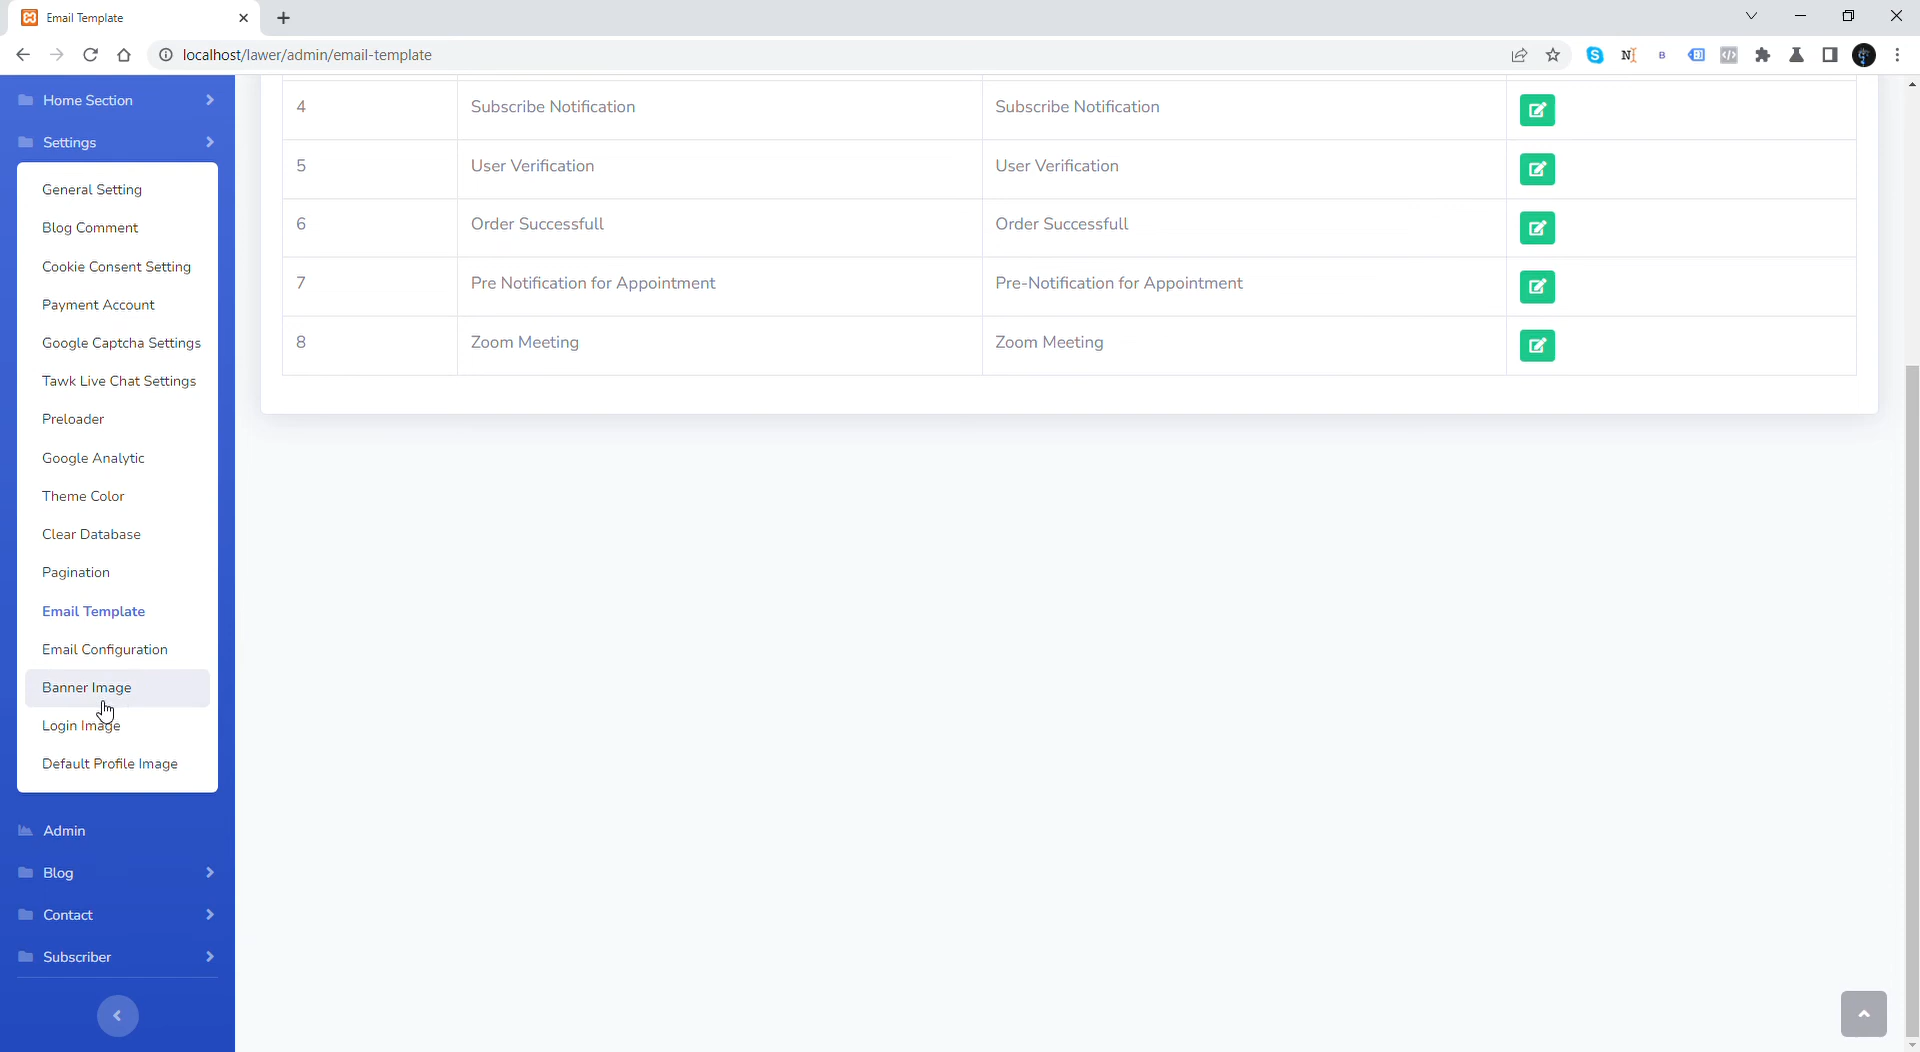 Email Template
localhost/lawer/admin/email-template
Home Section
Settings
General Setting
Blog Comment
Cookie Consent Setting
Payment Account
Google Captcha Settings
Tawk Live Chat Settings
Preloader
Google Analytic
Theme Color
Clear Database
Pagination
Email Template
Email Configuration
Banner Image
Login Image
Default Profile Image
Admin
Blog
Contact
Subscriber
4 Subscribe Notification Subscribe Notification
5 User Verification User Verification
6 Order Successfull Order Successfull
7 Pre Notification for Appointment Pre-Notification for Appointment
8 Zoom Meeting Zoom Meeting